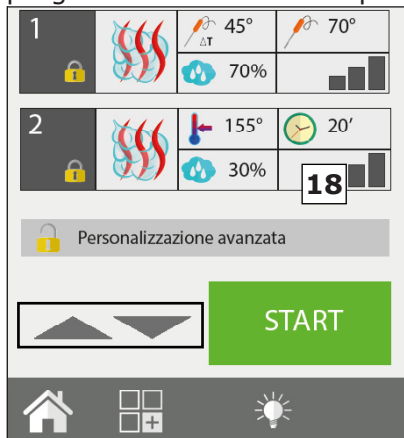 1 45° 70°
ΔT
70%
2 155° 20′
30% 18
Personalizzazione avanzata
START